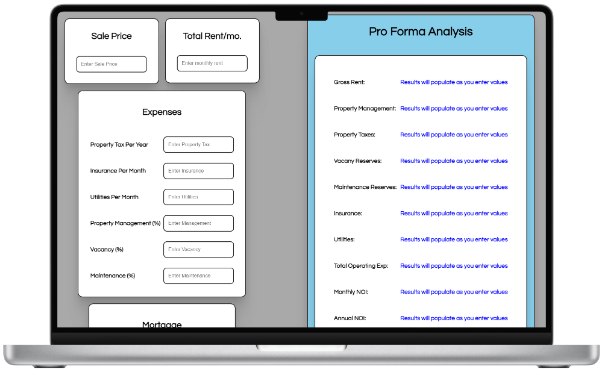 Sale Price
Enter Sale Price
Total Rent/mo.
Enter monthly rent
Expenses
Property Tax Per Year
Enter Property Tax
Insurance Per Month
Enter Insurance
Utilities Per Month
Enter Utilities
Property Management (%)
Enter Management
Vacancy (%)
Enter Vacancy
Maintenance (%)
Enter Maintenance
Mortgage
Pro Forma Analysis
Gross Rent: Results will populate as you enter values
Property Management: Results will populate as you enter values
Property Taxes: Results will populate as you enter values
Vacany Reserves: Results will populate as you enter values
Maintenance Reserves: Results will populate as you enter values
Insurance: Results will populate as you enter values
Utilities: Results will populate as you enter values
Total Operating Exp: Results will populate as you enter values
Monthly NOI: Results will populate as you enter values
Annual NOI: Results will populate as you enter values